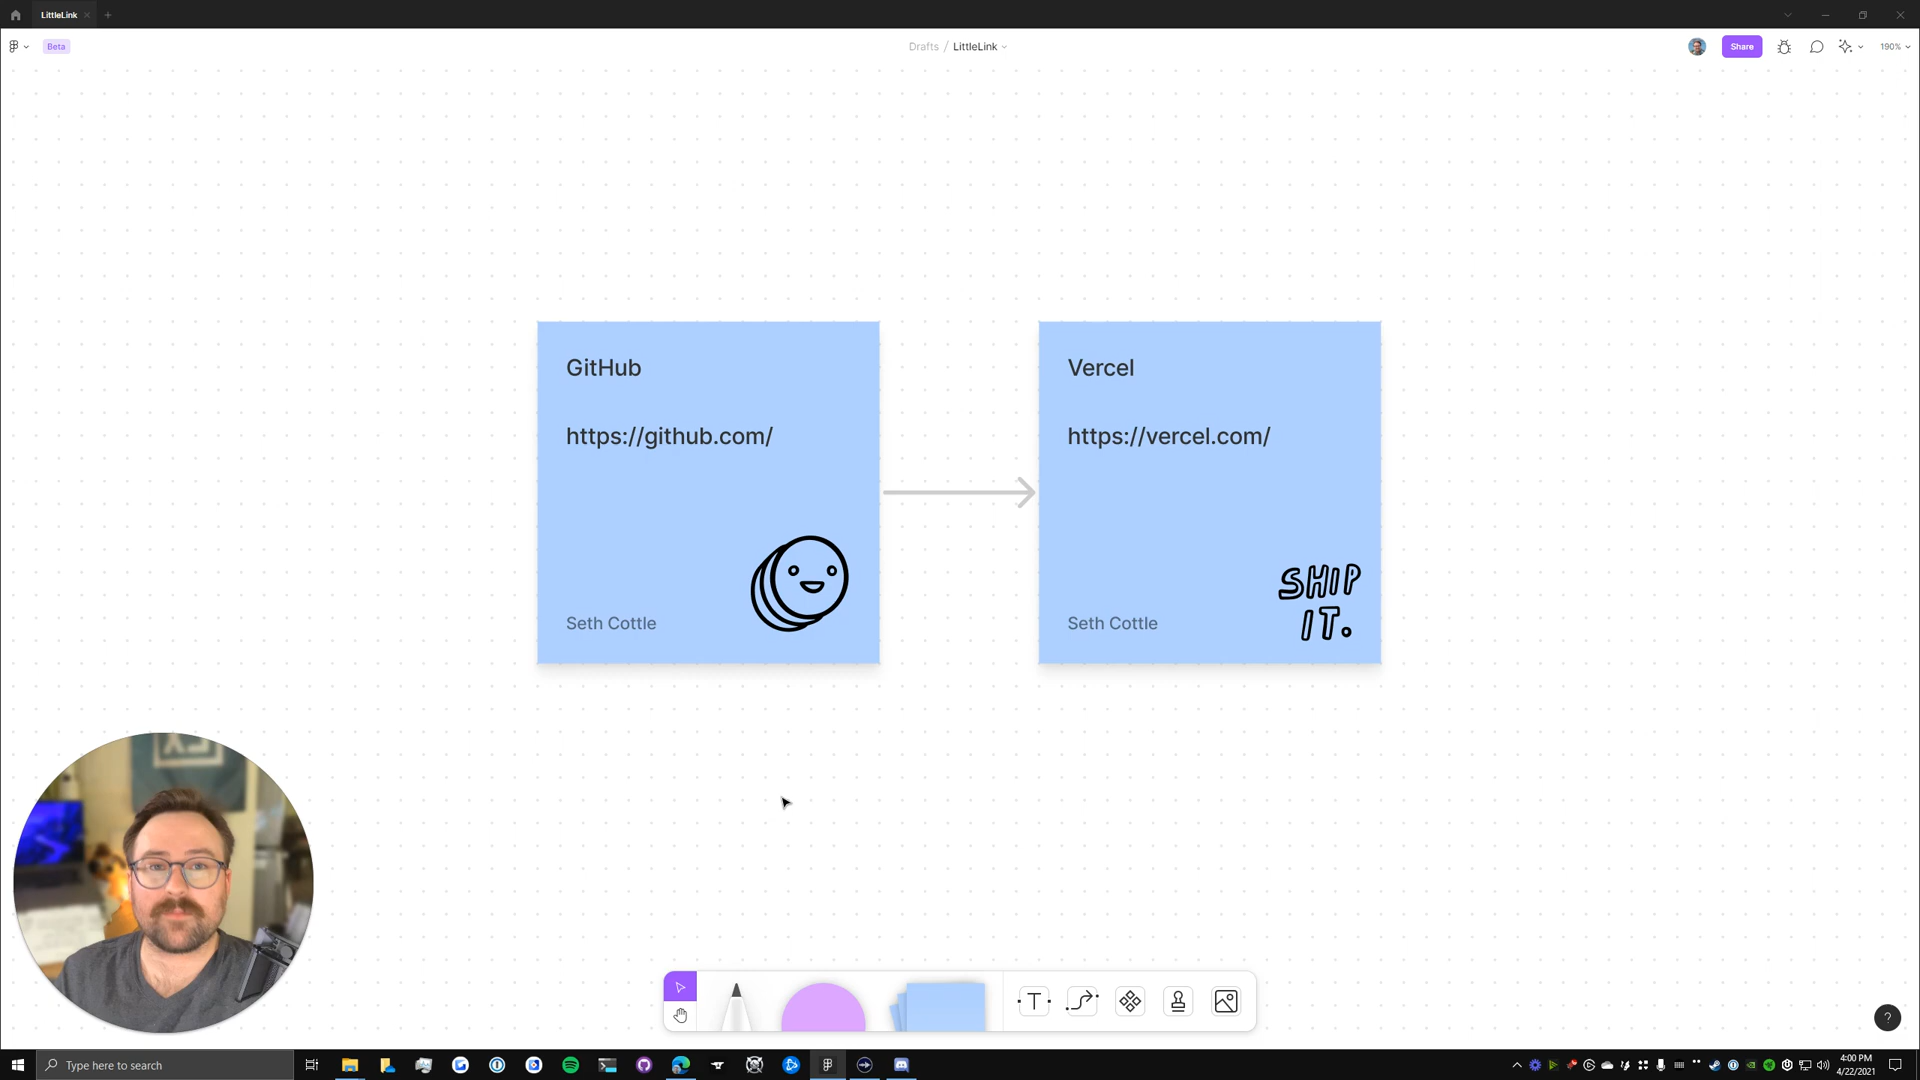 LittleLink
Beta
Drafts / LittleLink
Share
190%
GitHub
https://github.com/
Seth Cottle
Vercel
https://vercel.com/
Seth Cottle
SHIP
IT.
T
?
Type here to search
4:00 PM
4/22/2021